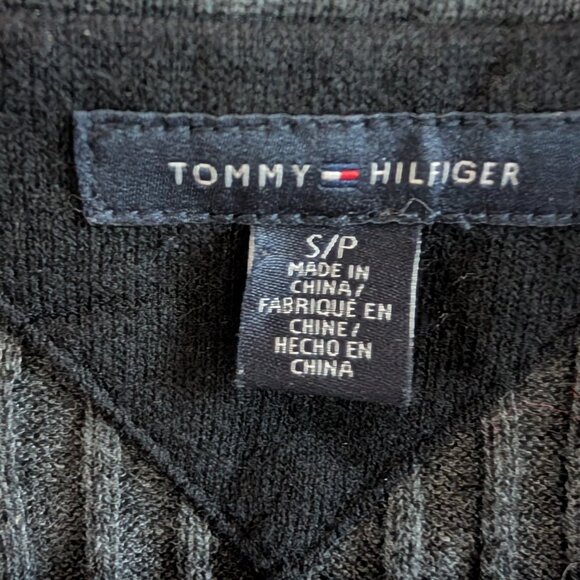 TOMMY HILFIGER
S/P
MADE IN
CHINA/
FABRIQUÉ EN
CHINE/
HECHO EN
CHINA